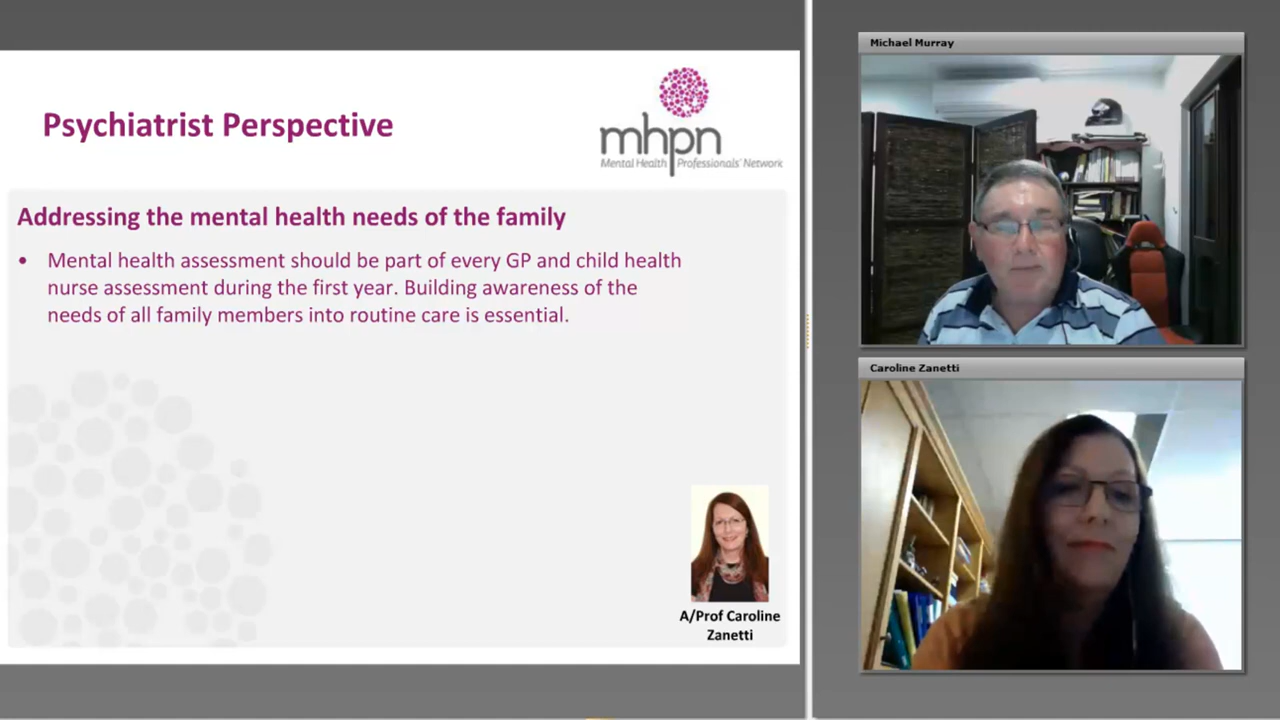 Psychiatrist Perspective
mhpn
Mental Health Professionals' Network
Addressing the mental health needs of the family
• Mental health assessment should be part of every GP and child health
nurse assessment during the first year. Building awareness of the
needs of all family members into routine care is essential.
A/Prof Caroline
Zanetti
Michael Murray
Caroline Zanetti